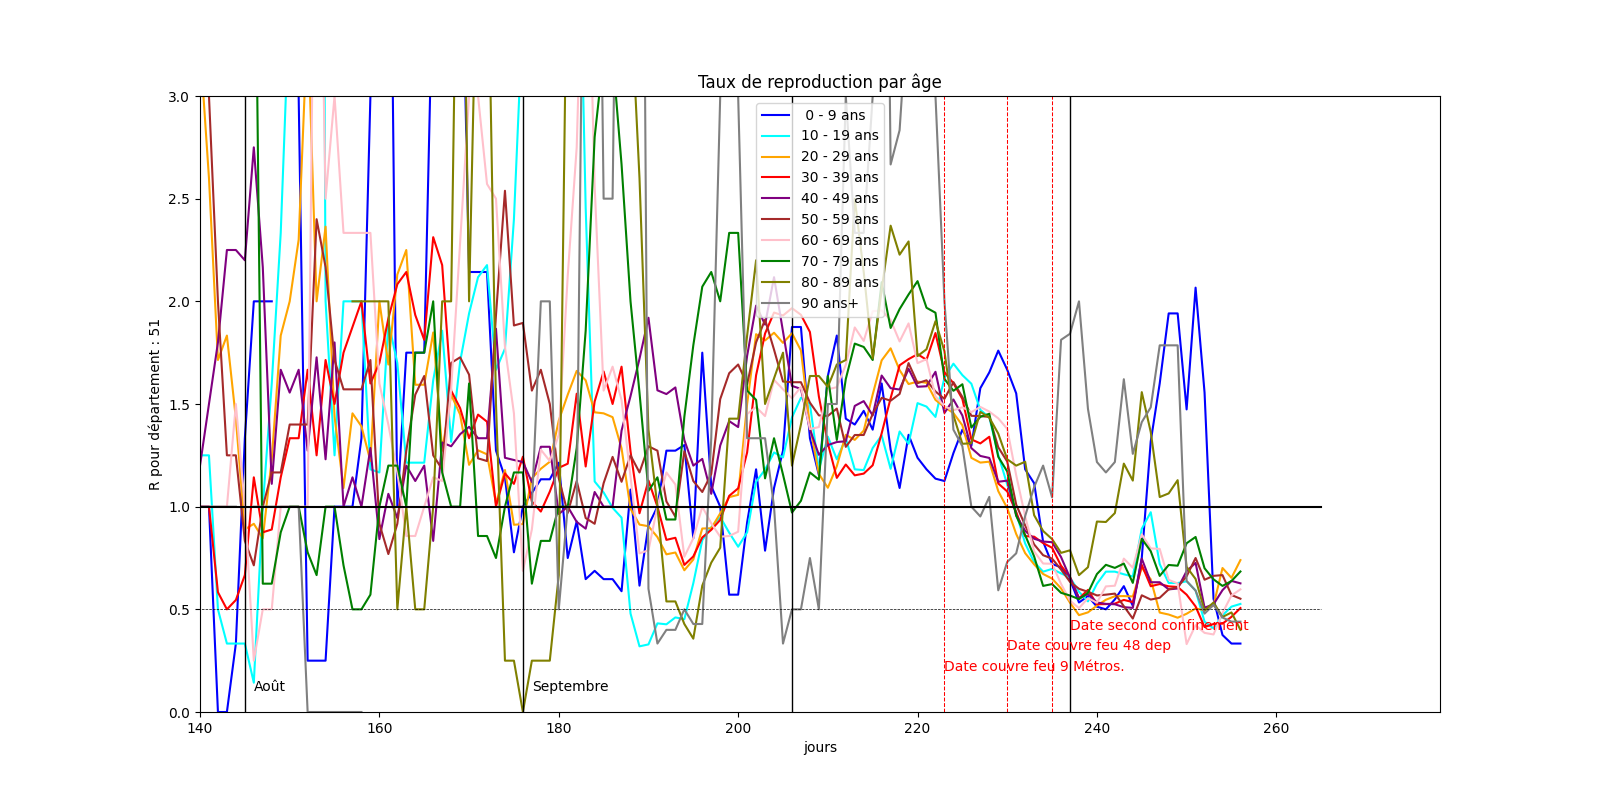 Taux de reproduction par âge
R pour département : 51
3.0
2.5
2.0
1.5
1.0
0.5
0.0
0 - 9 ans
10 - 19 ans
20 - 29 ans
30 - 39 ans
40 - 49 ans
50 - 59 ans
60 - 69 ans
70 - 79 ans
80 - 89 ans
90 ans+
Date second confinement
Date couvre feu 48 dep
Date couvre feu 9 Métros.
Août
Septembre
140 160 180 200 220 240 260
jours